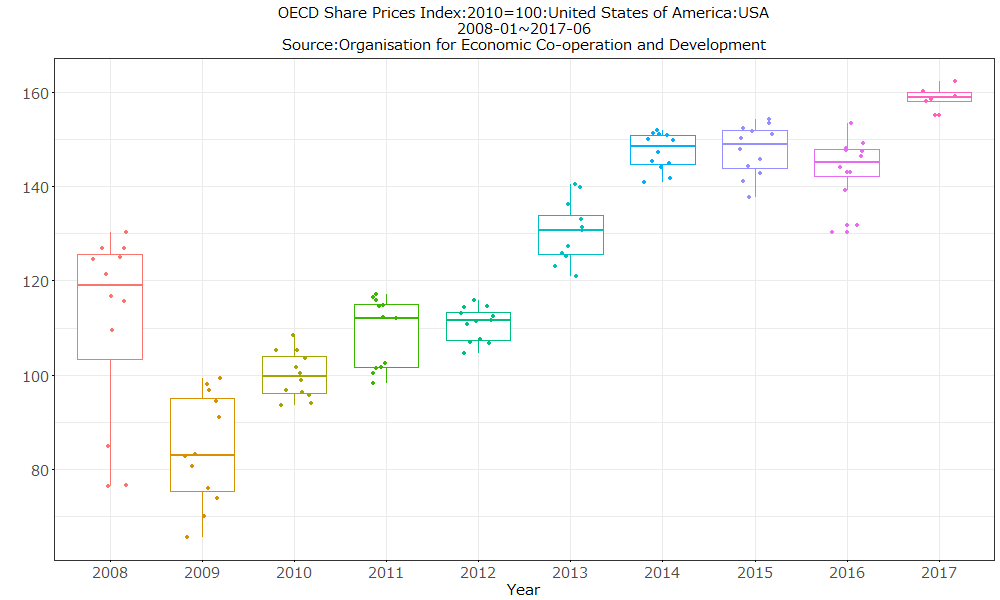 OECD Share Prices Index:2010=100:United States of America:USA
2008-01~2017-06
Source:Organisation for Economic Co-operation and Development
160
140
120
100
80
2008 2009 2010 2011 2012 2013 2014 2015 2016 2017
Year